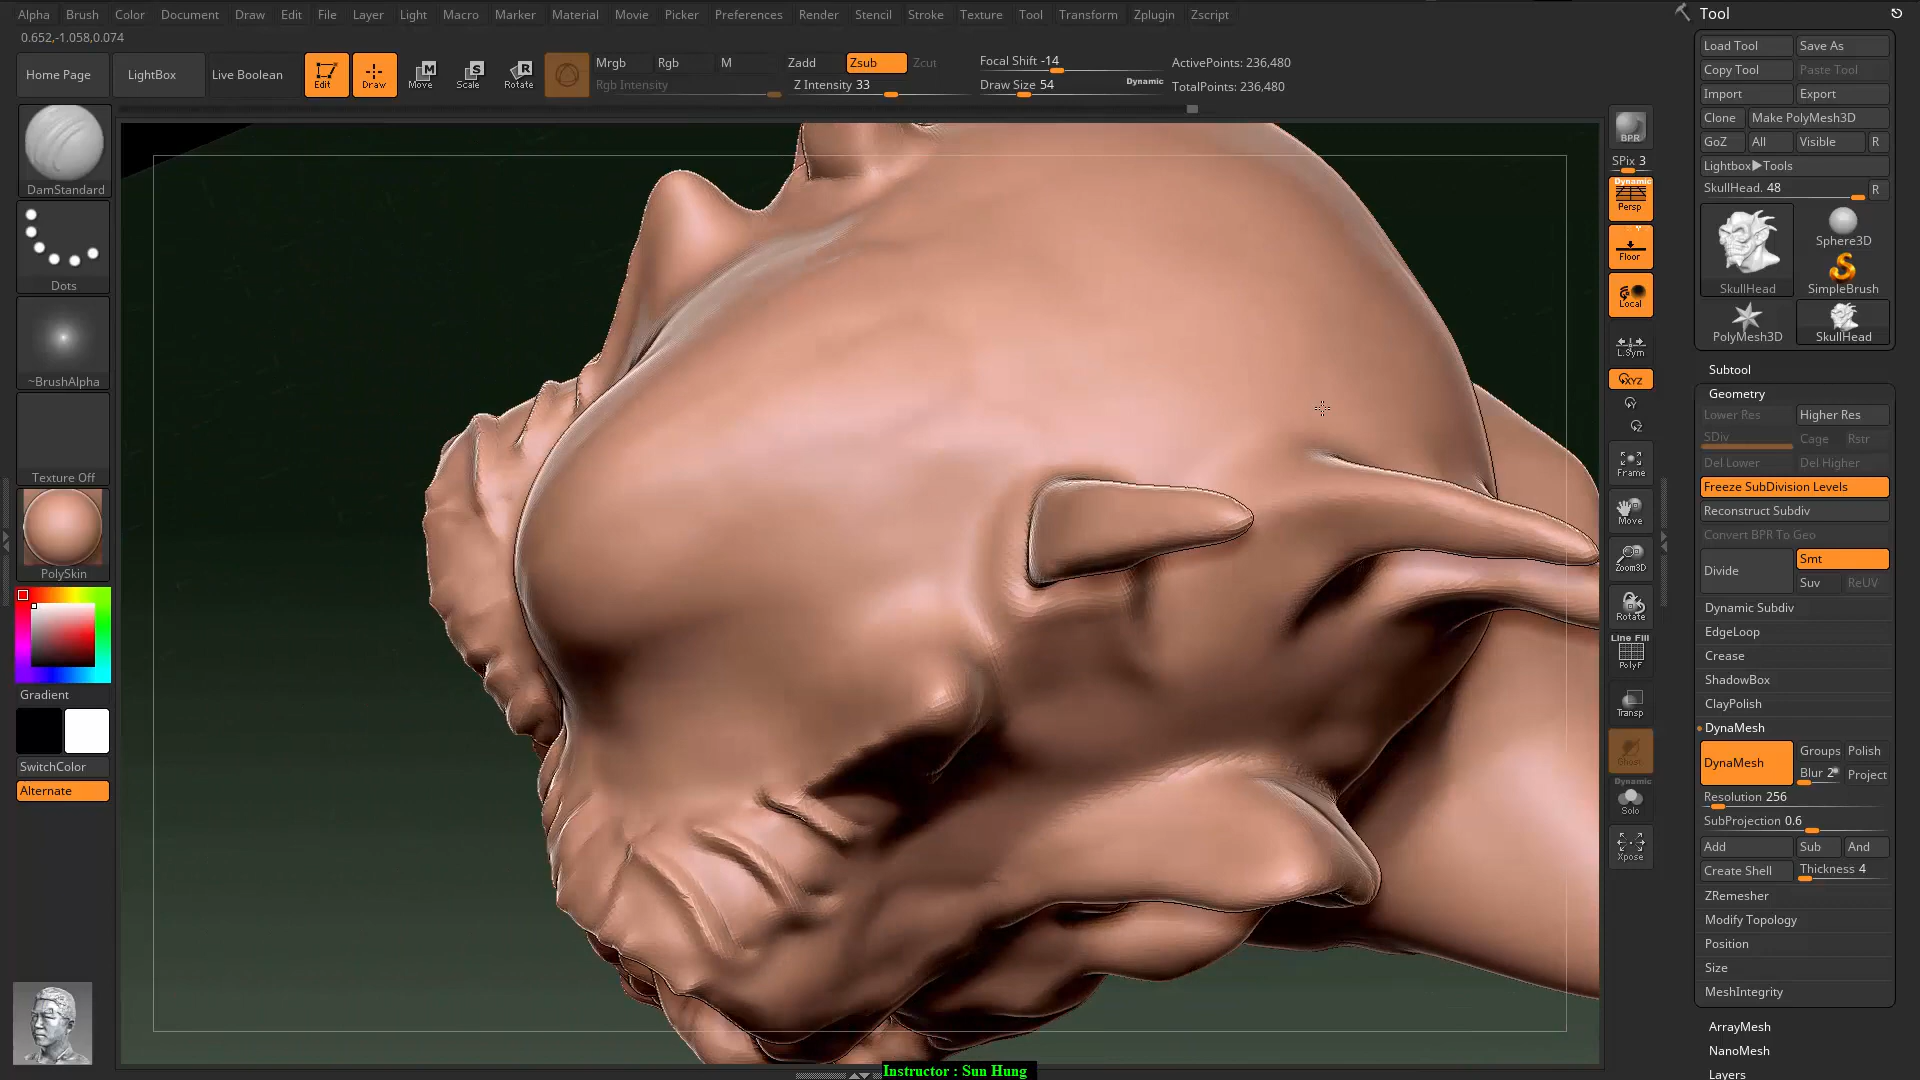 Alpha Brush Color Document Draw Edit File Layer Light Macro Marker Material Movie Picker Preferences Render Stencil Stroke Texture Tool Transform Zplugin Zscript
0.652,-1.058,0.074
Home Page
LightBox
Live Boolean
Edit
Draw
Move
Scale
Rotate
Mrgb
Rgb
M
Rgb Intensity
Zadd
Zsub
Zcut
Z Intensity 33
Focal Shift -14
Draw Size 54
Dynamic
ActivePoints: 236,480
TotalPoints: 236,480
DamStandard
Dots
~BrushAlpha
Texture Off
PolySkin
Gradient
SwitchColor
Alternate
Instructor : Sun Hung
BPR
SPix 3
Dynamic
Persp
Floor
Local
L.Sym
XYZ
Y
Z
Frame
Move
Zoom3D
Rotate
Line Fill
PolyF
Transp
Ghost
Dynamic
Solo
Xpose
Tool
Load Tool Save As
Copy Tool Paste Tool
Import Export
Clone Make PolyMesh3D
GoZ All Visible R
Lightbox▶Tools
SkullHead. 48 R
SkullHead
Sphere3D
SimpleBrush
PolyMesh3D
SkullHead
Subtool
Geometry
Lower Res Higher Res
SDiv Cage Rstr
Del Lower Del Higher
Freeze SubDivision Levels
Reconstruct Subdiv
Convert BPR To Geo
Divide
Smt
Suv ReUV
Dynamic Subdiv
EdgeLoop
Crease
ShadowBox
ClayPolish
DynaMesh
DynaMesh
Groups Polish
Blur 2 Project
Resolution 256
SubProjection 0.6
Add Sub And
Create Shell Thickness 4
ZRemesher
Modify Topology
Position
Size
MeshIntegrity
ArrayMesh
NanoMesh
Layers